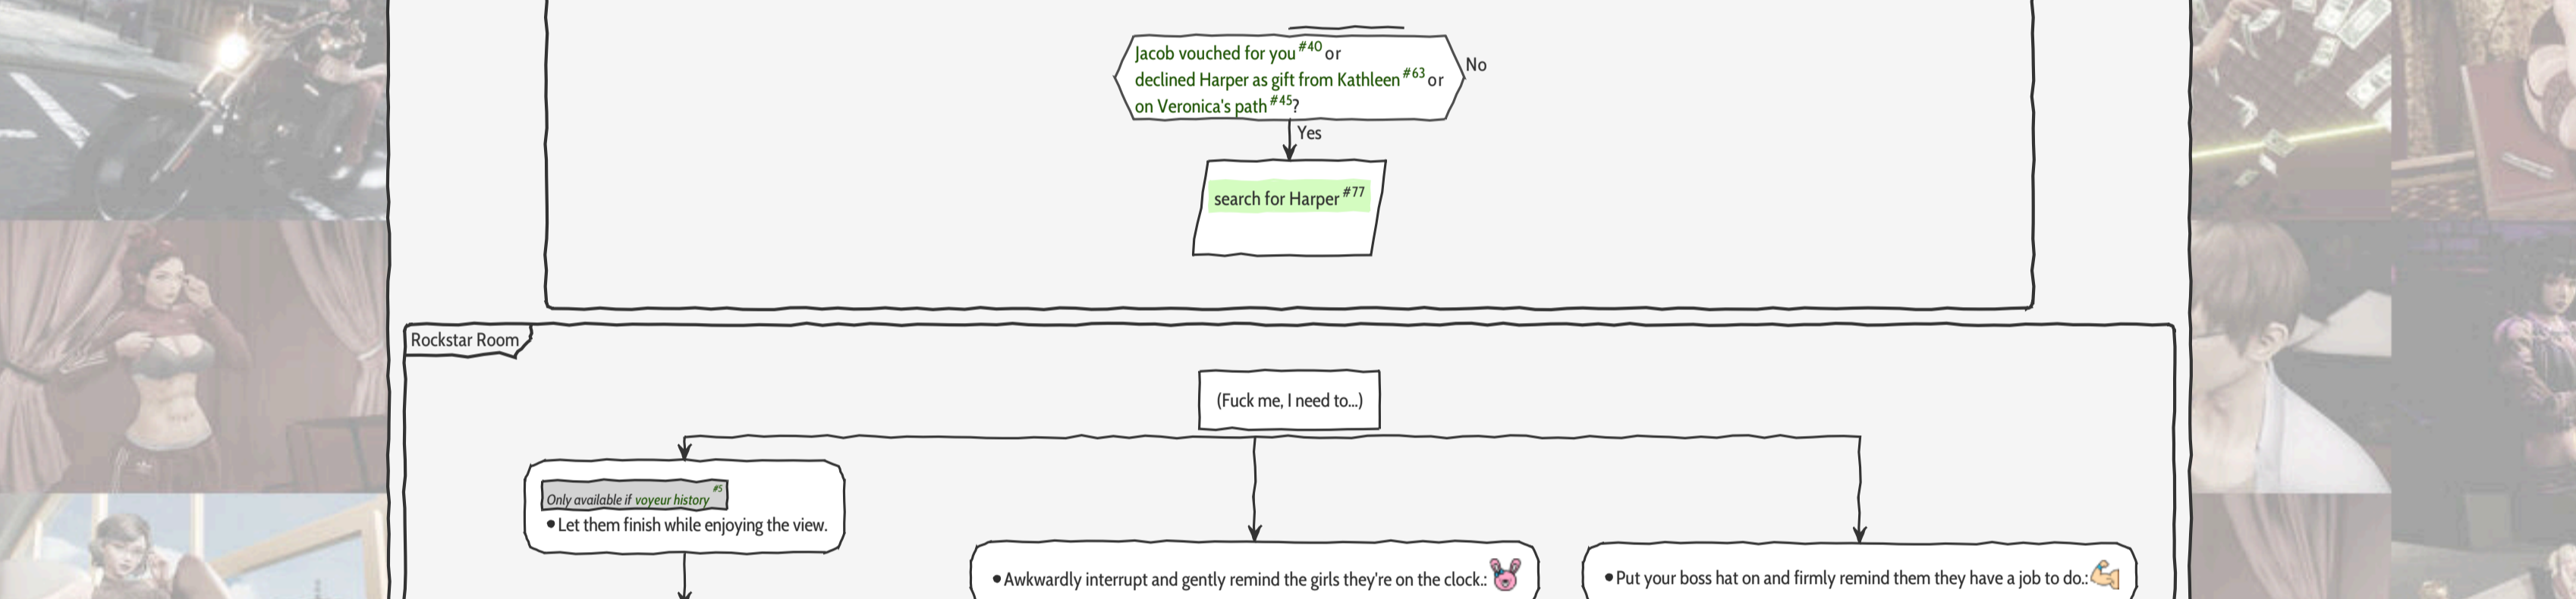 Jacob vouched for you #40 or
No
declined Harper as gift from Kathleen #63 or
on Veronica's path #45?
Yes
search for Harper #77
Rockstar Room
(Fuck me, I need to...)
Only available if voyeur history #5
•Let them finish while enjoying the view.
•Awkwardly interrupt and gently remind the girls they're on the clock.:
•Put your boss hat on and firmly remind them they have a job to do.: